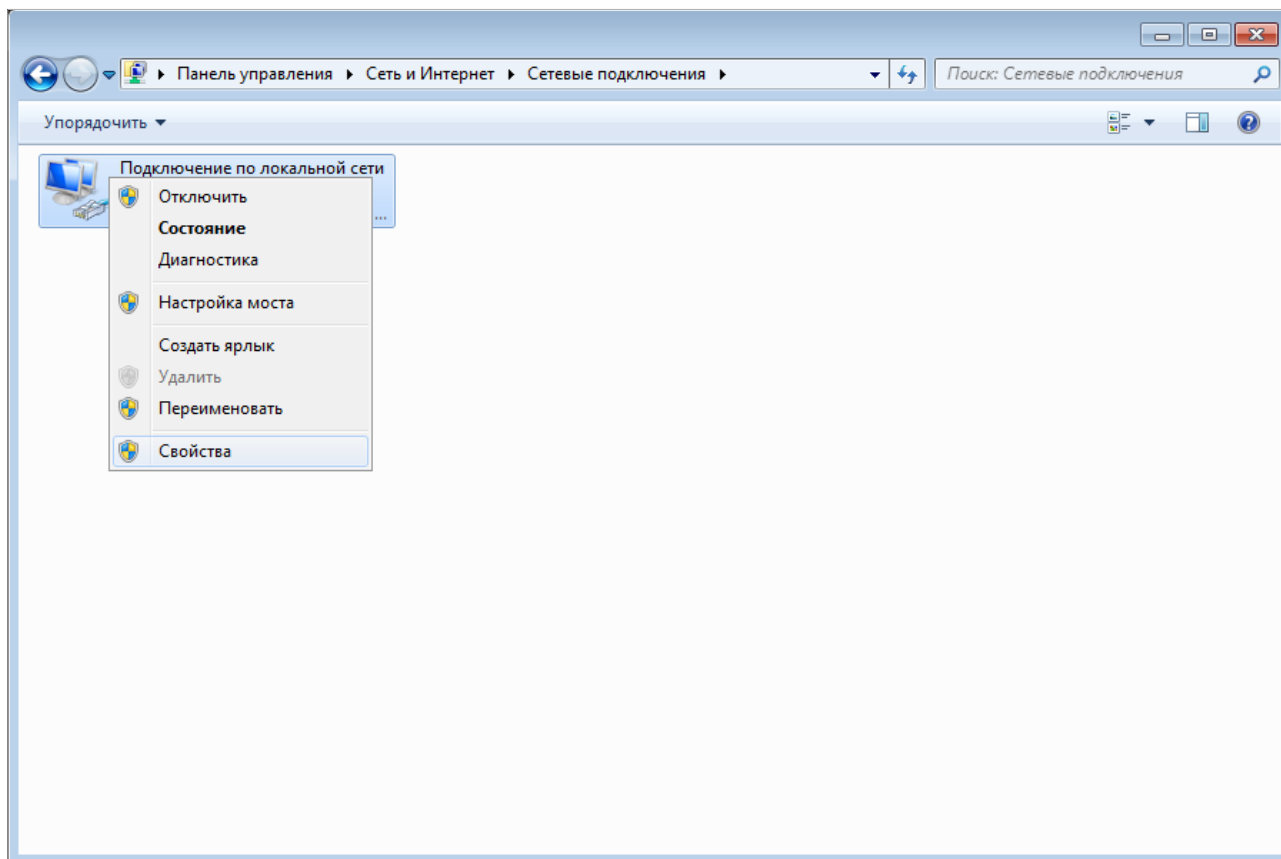 Панель управления Сеть и Интернет Сетевые подключения Поиск: Сетевые подключения
Упорядочить
Подключение по локальной сети
...
Отключить
Состояние
Диагностика
Настройка моста
Создать ярлык
Удалить
Переименовать
Свойства